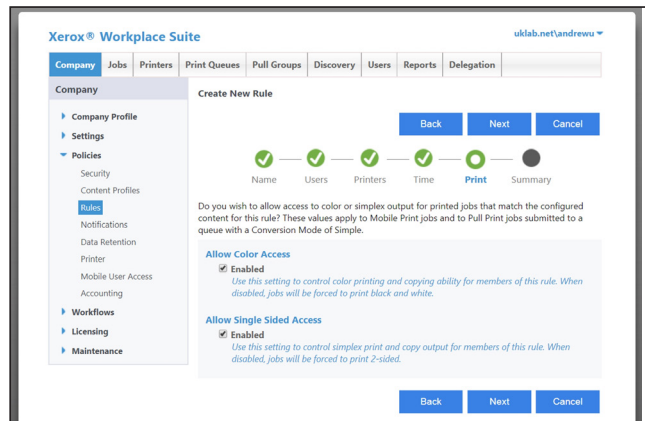 Xerox® Workplace Suite
uklab.net\andrewu
Company Jobs Printers Print Queues Pull Groups Discovery Users Reports Delegation
Company
Company Profile
Settings
Policies
Security
Content Profiles
Rules
Notifications
Data Retention
Printer
Mobile User Access
Accounting
Workflows
Licensing
Maintenance
Create New Rule
Back Next Cancel
Name Users Printers Time Print Summary
Do you wish to allow access to color or simplex output for printed jobs that match the configured
content for this rule? These values apply to Mobile Print jobs and to Pull Print jobs submitted to a
queue with a Conversion Mode of Simple.
Allow Color Access
Enabled
Use this setting to control color printing and copying ability for members of this rule. When
disabled, jobs will be forced to print black and white.
Allow Single Sided Access
Enabled
Use this setting to control simplex print and copy output for members of this rule. When
disabled, jobs will be forced to print 2-sided.
Back Next Cancel